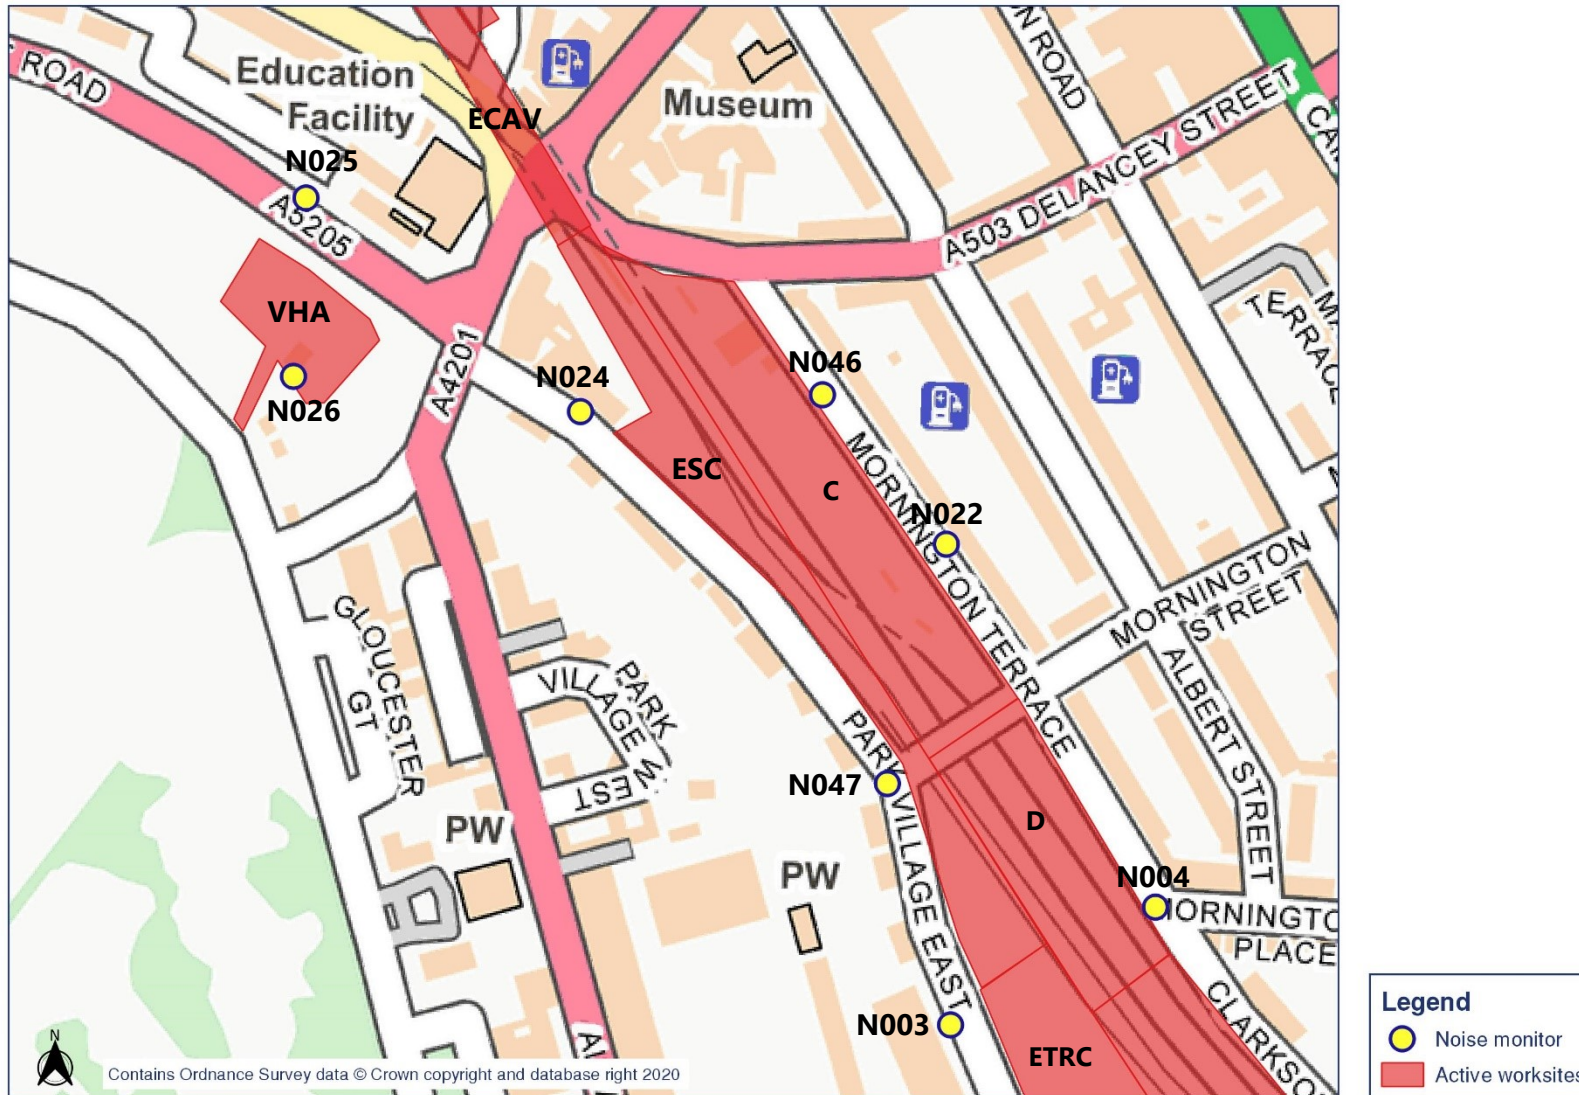 ROAD
Education
Facility
N025
A5205
ECAV
Museum
ON ROAD
A503 DELANCEY STREET
CA
VHA
N026
A4201
N024
N046
TERRACE
MA
TERRACE
ESC
C
MORNINGTON TERRACE
N022
MORNINGTON
STREET
ALBERT STREET
GLOUCESTER
GT
PARK
VILLAGE
WEST
PARK VILLAGE EAST
N047
D
PW
PW
N004
MORNINGTO
PLACE
CLARKSO
N003
ETRC
N
Contains Ordnance Survey data © Crown copyright and database right 2020
Legend
Noise monitor
Active worksites